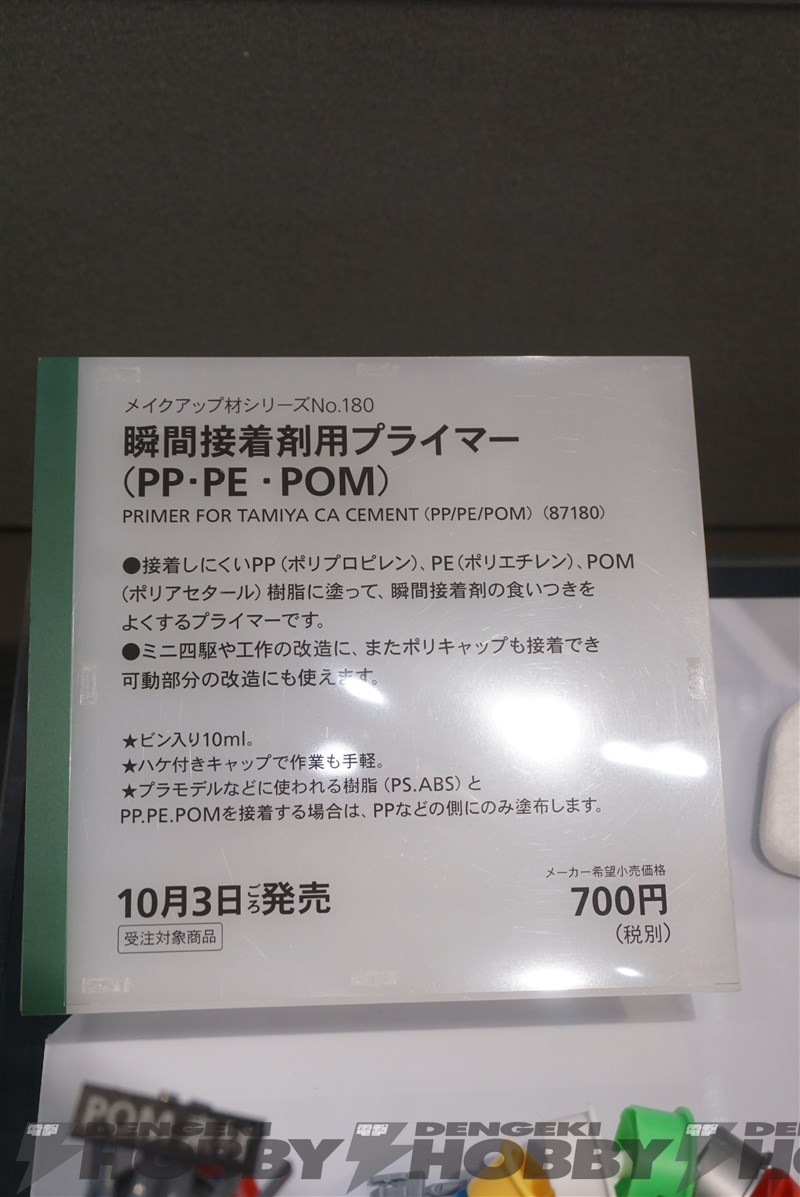 メイクアップ材シリーズNo.180
瞬間接着剤用プライマー
（PP・PE・POM）
PRIMER FOR TAMIYA CA CEMENT（PP/PE/POM）（87180）
●接着しにくいPP（ポリプロピレン）、PE（ポリエチレン）、POM
（ポリアセタール）樹脂に塗って、瞬間接着剤の食いつきを
よくするプライマーです。
●ミニ四駆や工作の改造に、またポリキャップも接着でき
可動部分の改造にも使えます。
★ビン入り10ml。
★ハケ付きキャップで作業も手軽。
★プラモデルなどに使われる樹脂（PS.ABS）と
PP.PE.POMを接着する場合は、PPなどの側にのみ塗布します。
10月3日ごろ発売
受注対象商品
メーカー希望小売価格
700円
（税別）
POM
電撃 DENGEKI HOBBY 電撃 DENGEKI HOBBY 電撃 DE H